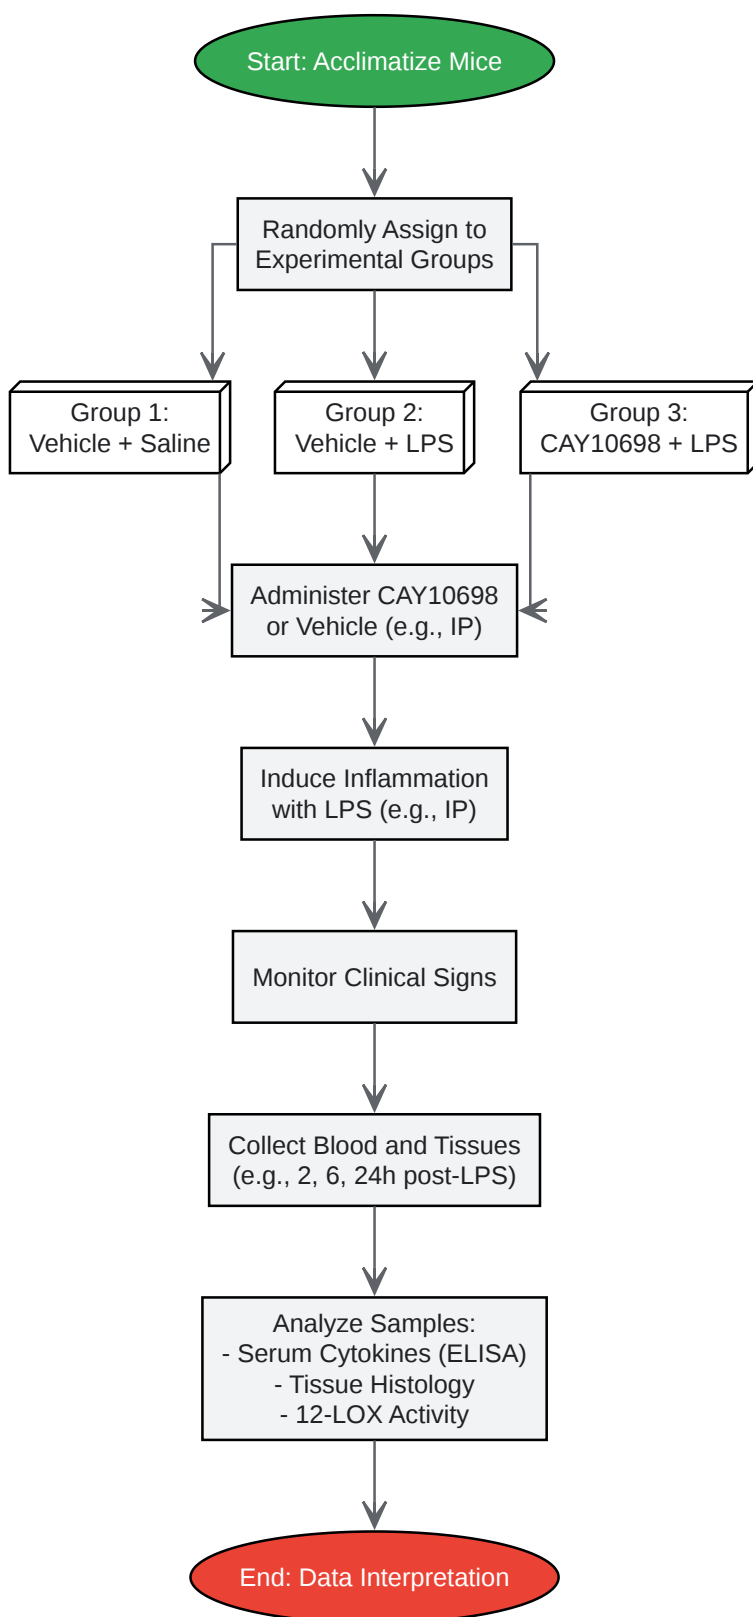 Start: Acclimatize Mice
Randomly Assign to
Experimental Groups
Group 1:
Vehicle + Saline
Group 2:
Vehicle + LPS
Group 3:
CAY10698 + LPS
Administer CAY10698
or Vehicle (e.g., IP)
Induce Inflammation
with LPS (e.g., IP)
Monitor Clinical Signs
Collect Blood and Tissues
(e.g., 2, 6, 24h post-LPS)
Analyze Samples:
- Serum Cytokines (ELISA)
- Tissue Histology
- 12-LOX Activity
End: Data Interpretation